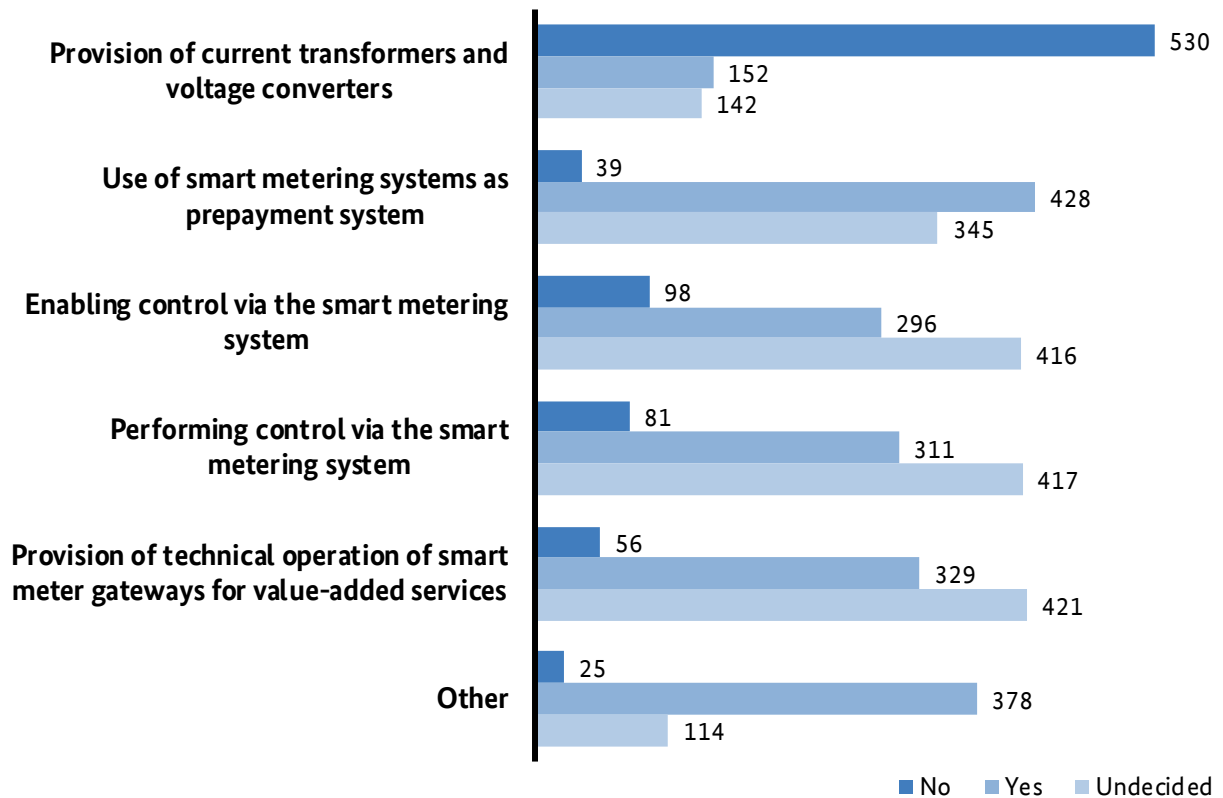 Provision of current transformers and
voltage converters
530
152
142
Use of smart metering systems as
prepayment system
39
428
345
Enabling control via the smart metering
system
98
296
416
Performing control via the smart
metering system
81
311
417
Provision of technical operation of smart
meter gateways for value-added services
56
329
421
Other
25
378
114
No Yes Undecided